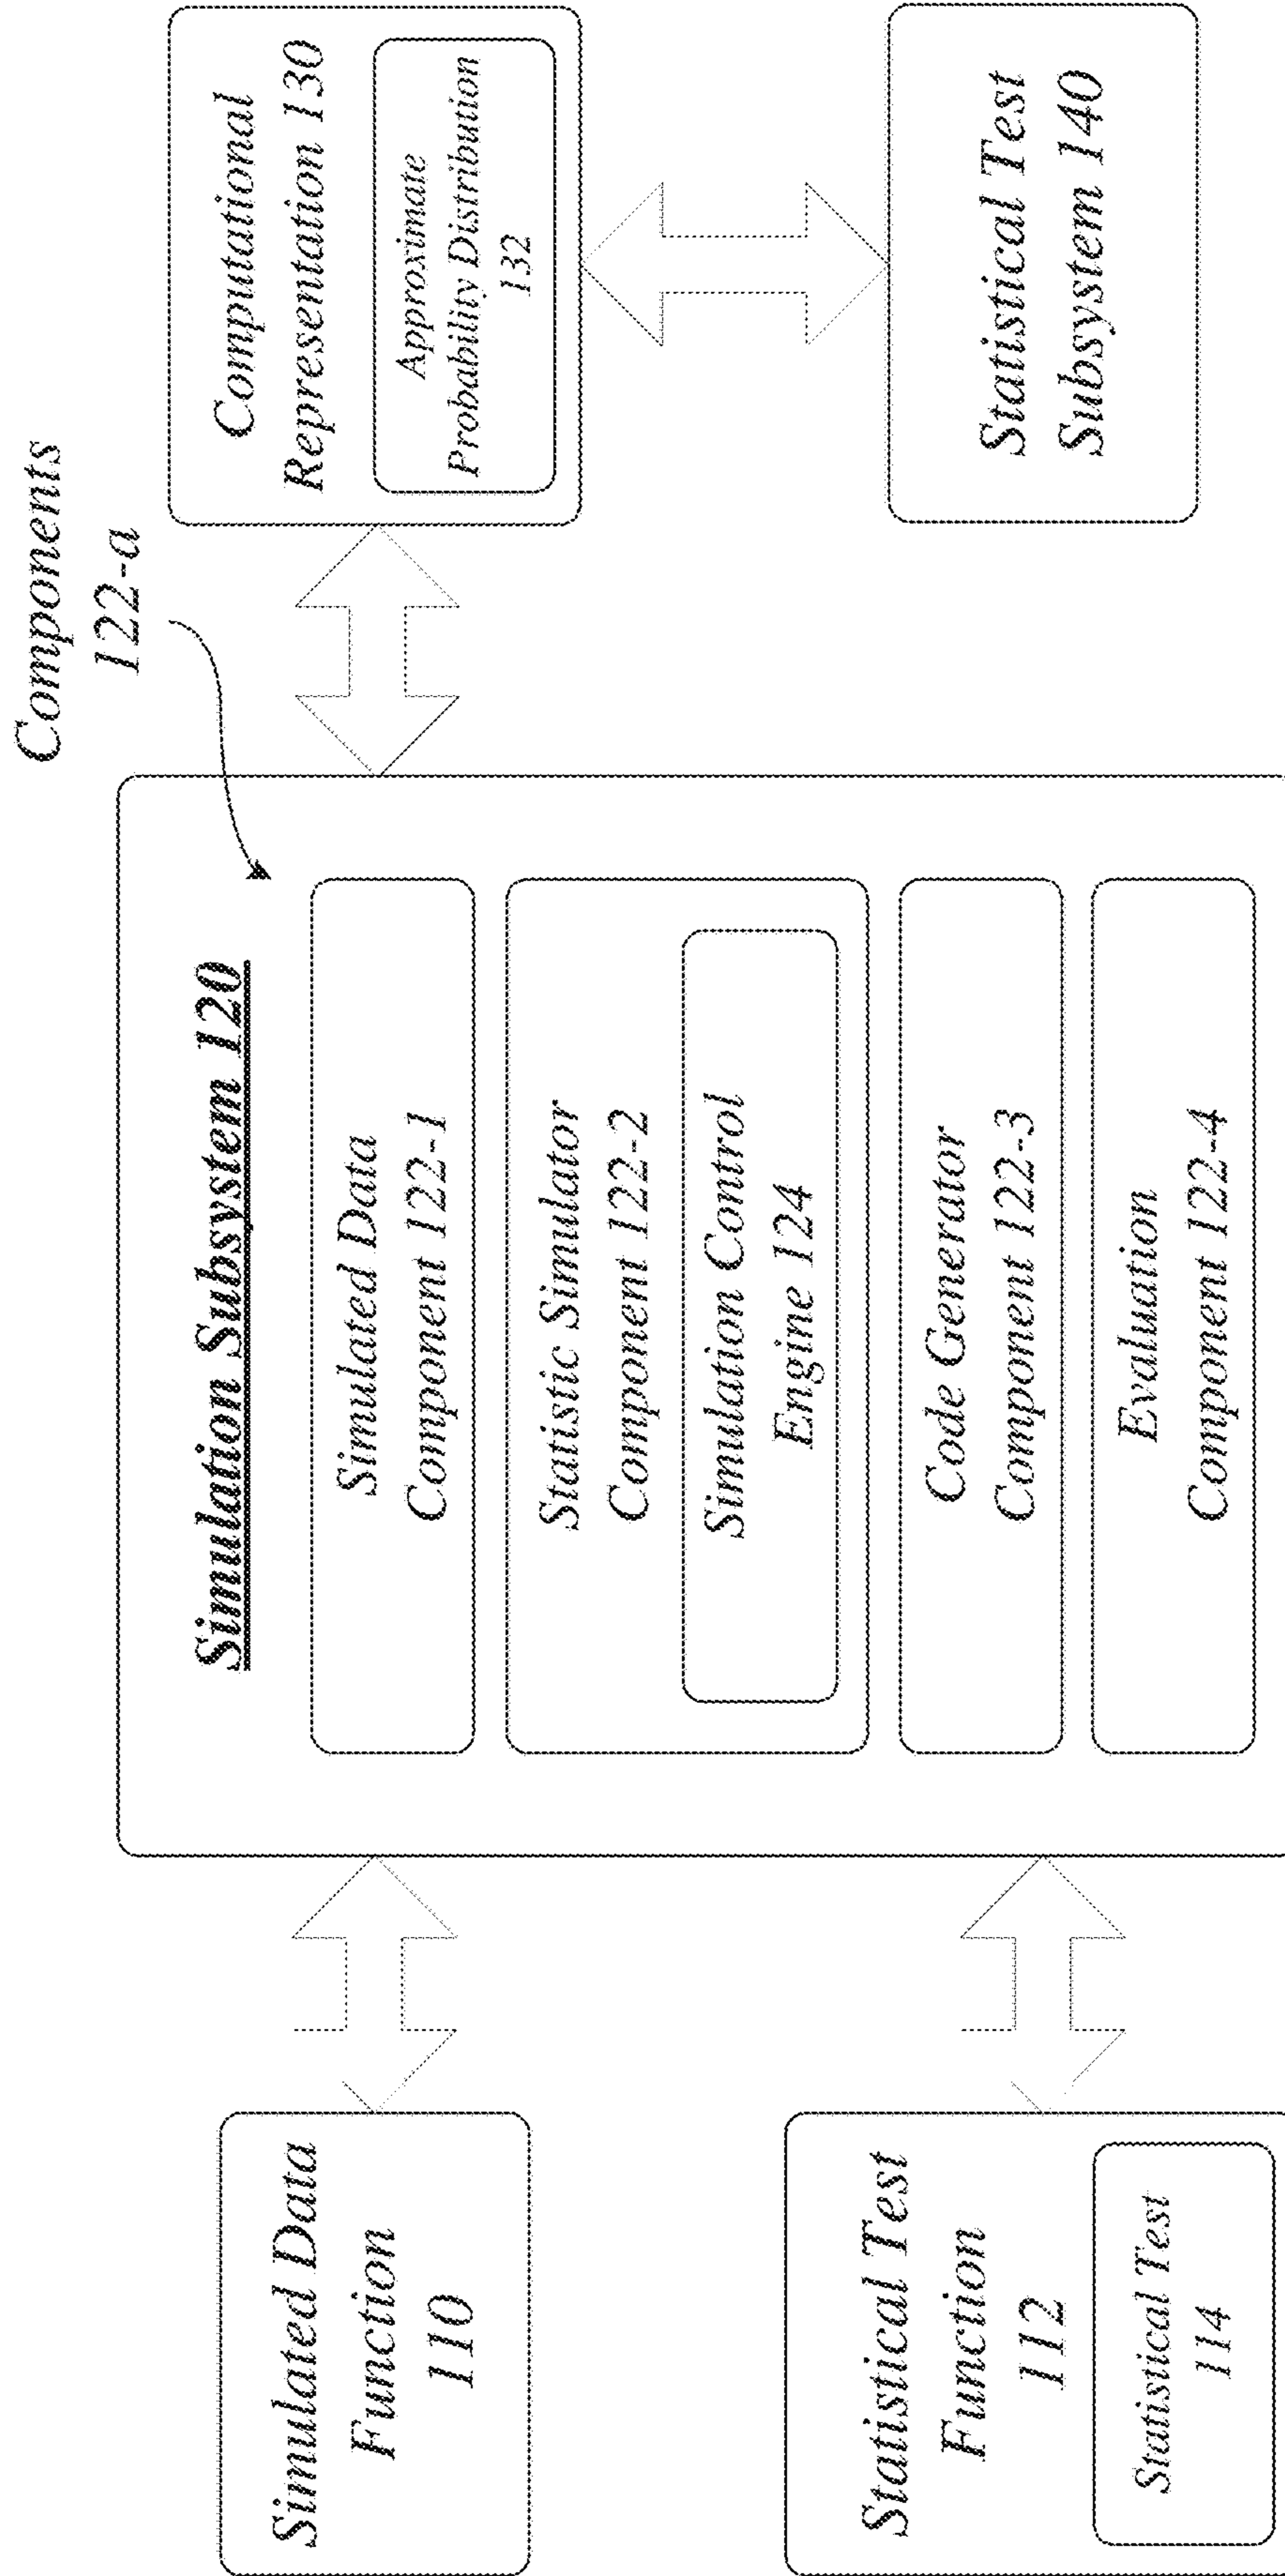 Simulated Data
Function
110
Statistical Test
Function
112
Statistical Test
114
Components
122-a
Simulation Subsystem 120
Simulated Data
Component 122-1
Statistic Simulator
Component 122-2
Simulation Control
Engine 124
Code Generator
Component 122-3
Evaluation
Component 122-4
Computational
Representation 130
Approximate
Probability Distribution
132
Statistical Test
Subsystem 140